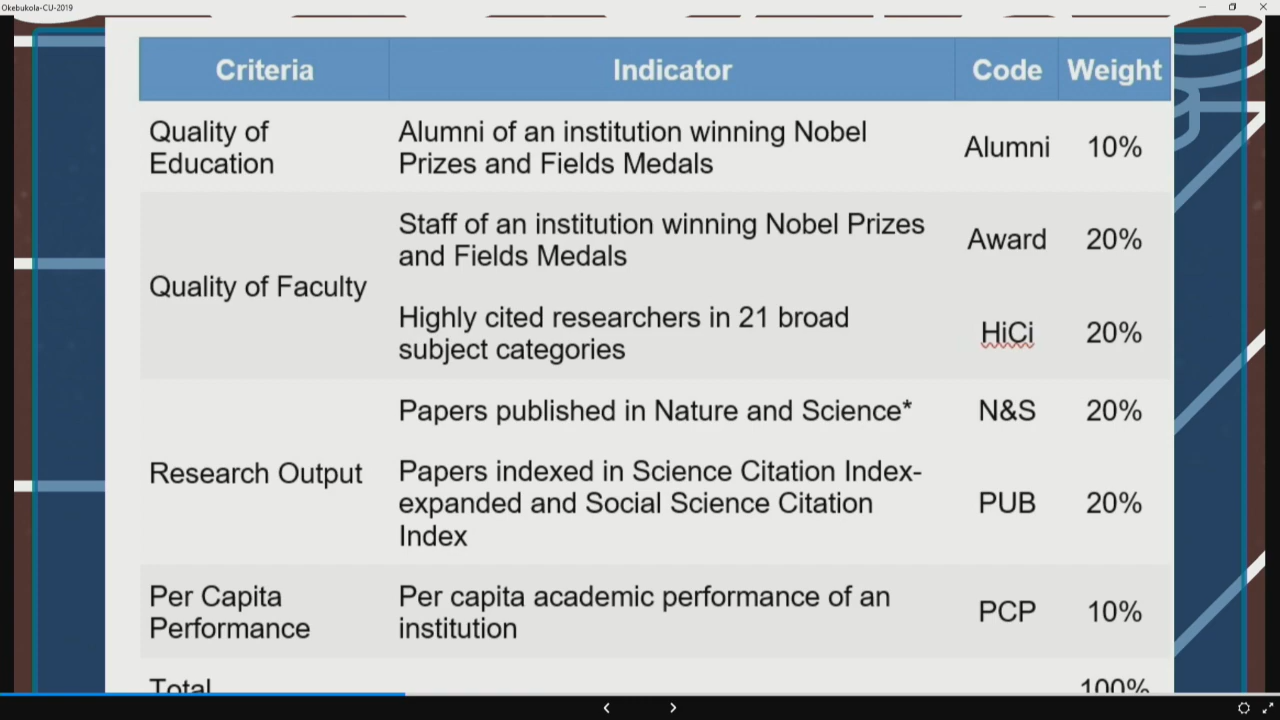 Okebukola-CU-2019
Criteria Indicator Code Weight
Quality of
Education
Alumni of an institution winning Nobel
Prizes and Fields Medals
Alumni 10%
Quality of Faculty
Staff of an institution winning Nobel Prizes
and Fields Medals
Award 20%
Highly cited researchers in 21 broad
subject categories
HiCi 20%
Research Output
Papers published in Nature and Science*
N&S 20%
Papers indexed in Science Citation Index-
expanded and Social Science Citation
Index
PUB 20%
Per Capita
Performance
Per capita academic performance of an
institution
PCP 10%
Total 100%